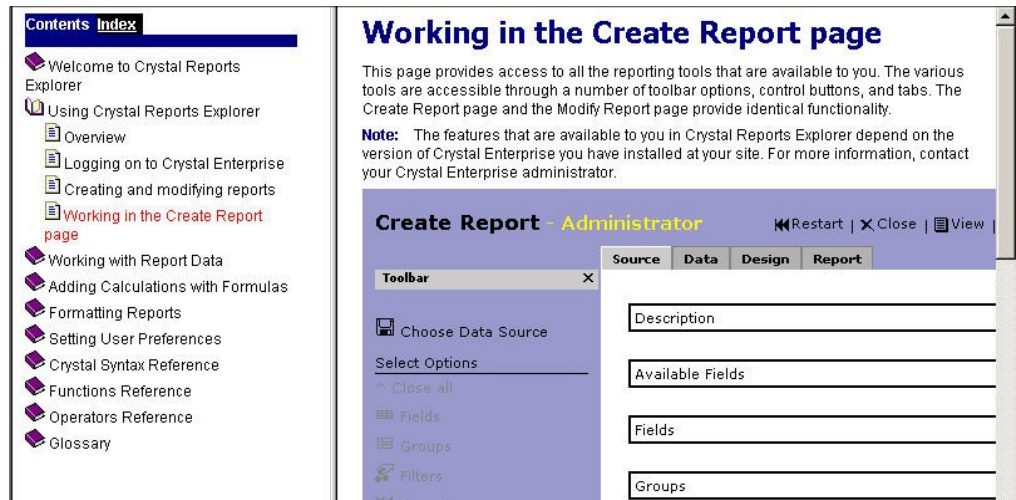 Contents Index
Welcome to Crystal Reports
Explorer
Using Crystal Reports Explorer
Overview
Logging on to Crystal Enterprise
Creating and modifying reports
Working in the Create Report
page
Working with Report Data
Adding Calculations with Formulas
Formatting Reports
Setting User Preferences
Crystal Syntax Reference
Functions Reference
Operators Reference
Glossary
Working in the Create Report page
This page provides access to all the reporting tools that are available to you. The various
tools are accessible through a number of toolbar options, control buttons, and tabs. The
Create Report page and the Modify Report page provide identical functionality.
Note: The features that are available to you in Crystal Reports Explorer depend on the
version of Crystal Enterprise you have installed at your site. For more information, contact
your Crystal Enterprise administrator.
Create Report - Administrator
Restart | X Close | View |
Source Data Design Report
Toolbar X
Choose Data Source
Select Options
^ Close all
Fields
Groups
Filters
Description
Available Fields
Fields
Groups